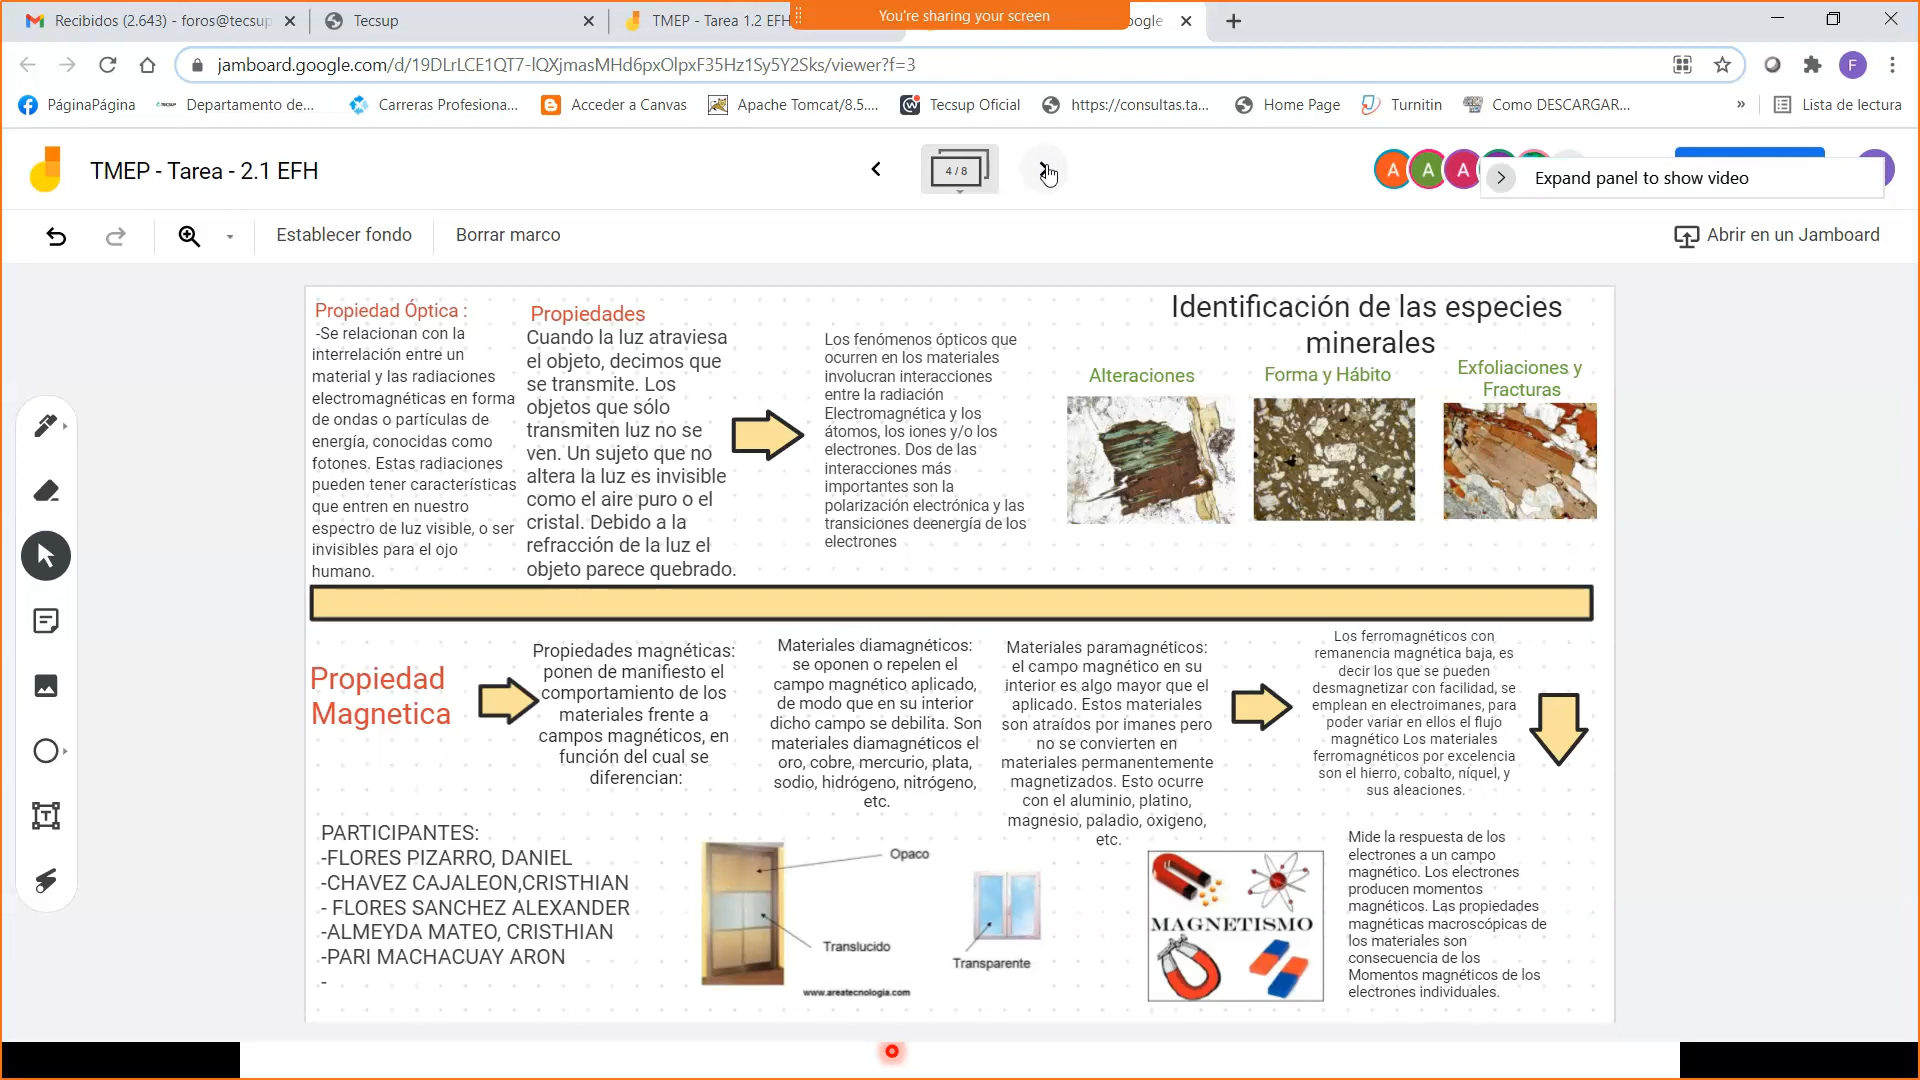 Recibidos (2.643) - foros@tecsup
Tecsup
TMEP - Tarea 1.2 EFH
You're sharing your screen
oogle
jamboard.google.com/d/19DLrLCE1QT7-lQXjmasMHd6pxOlpxF35Hz1Sy5Y2Sks/viewer?f=3
F
PáginaPágina
Departamento de...
Carreras Profesiona...
Acceder a Canvas
Apache Tomcat/8.5....
Tecsup Oficial
https://consultas.ta...
Home Page
Turnitin
Como DESCARGAR...
»
Lista de lectura
TMEP - Tarea - 2.1 EFH
4 / 8
A
A
A
Expand panel to show video
Establecer fondo
Borrar marco
Abrir en un Jamboard
Propiedad Óptica :
-Se relacionan con la
interrelación entre un
material y las radiaciones
electromagnéticas en forma
de ondas o partículas de
energía, conocidas como
fotones. Estas radiaciones
pueden tener características
que entren en nuestro
espectro de luz visible, o ser
invisibles para el ojo
humano.
Propiedades
Cuando la luz atraviesa
el objeto, decimos que
se transmite. Los
objetos que sólo
transmiten luz no se
ven. Un sujeto que no
altera la luz es invisible
como el aire puro o el
cristal. Debido a la
refracción de la luz el
objeto parece quebrado.
Los fenómenos ópticos que
ocurren en los materiales
involucran interacciones
entre la radiación
Electromagnética y los
átomos, los iones y/o los
electrones. Dos de las
interacciones más
importantes son la
polarización electrónica y las
transiciones deenergía de los
electrones
Identificación de las especies
minerales
Alteraciones
Forma y Hábito
Exfoliaciones y
Fracturas
Propiedad
Magnetica
Propiedades magnéticas:
ponen de manifiesto el
comportamiento de los
materiales frente a
campos magnéticos, en
función del cual se
diferencian:
Materiales diamagnéticos:
se oponen o repelen el
campo magnético aplicado,
de modo que en su interior
dicho campo se debilita. Son
materiales diamagnéticos el
oro, cobre, mercurio, plata,
sodio, hidrógeno, nitrógeno,
etc.
Materiales paramagnéticos:
el campo magnético en su
interior es algo mayor que el
aplicado. Estos materiales
son atraídos por imanes pero
no se convierten en
materiales permanentemente
magnetizados. Esto ocurre
con el aluminio, platino,
magnesio, paladio, oxigeno,
etc.
Los ferromagnéticos con
remanencia magnética baja, es
decir los que se pueden
desmagnetizar con facilidad, se
emplean en electroimanes, para
poder variar en ellos el flujo
magnético Los materiales
ferromagnéticos por excelencia
son el hierro, cobalto, níquel, y
sus aleaciones.
PARTICIPANTES:
-FLORES PIZARRO, DANIEL
-CHAVEZ CAJALEON,CRISTHIAN
- FLORES SANCHEZ ALEXANDER
-ALMEYDA MATEO, CRISTHIAN
-PARI MACHACUAY ARON
-
Opaco
Translucido
Transparente
www.areatecnologia.com
MAGNETISMO
Mide la respuesta de los
electrones a un campo
magnético. Los electrones
producen momentos
magnéticos. Las propiedades
magnéticas macroscópicas de
los materiales son
consecuencia de los
Momentos magnéticos de los
electrones individuales.